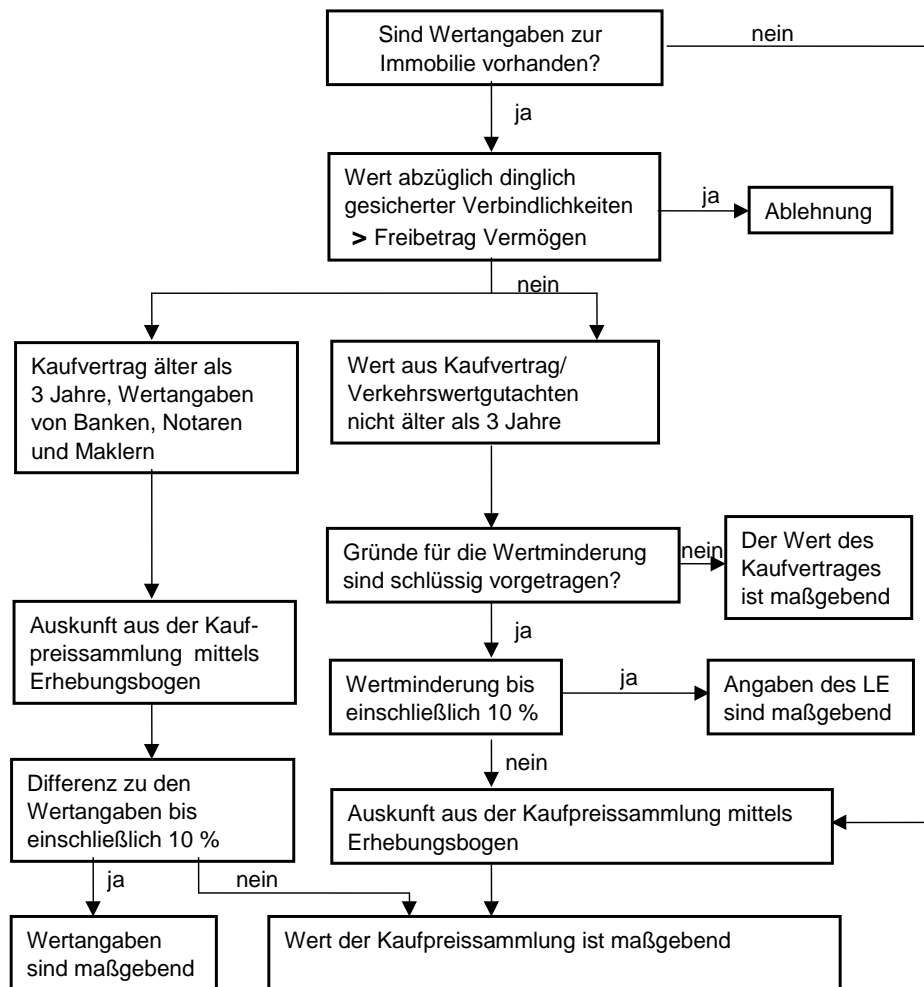 Sind Wertangaben zur
Immobilie vorhanden?
nein
ja
Wert abzüglich dinglich
gesicherter Verbindlichkeiten
> Freibetrag Vermögen
ja
Ablehnung
nein
Kaufvertrag älter als
3 Jahre, Wertangaben
von Banken, Notaren
und Maklern
Wert aus Kaufvertrag/
Verkehrswertgutachten
nicht älter als 3 Jahre
Gründe für die Wertminderung
sind schlüssig vorgetragen?
nein
Der Wert des
Kaufvertrages
ist maßgebend
ja
Auskunft aus der Kauf-
preissammlung mittels
Erhebungsbogen
Wertminderung bis
einschließlich 10 %
ja
Angaben des LE
sind maßgebend
nein
Differenz zu den
Wertangaben bis
einschließlich 10 %
Auskunft aus der Kaufpreissammlung mittels
Erhebungsbogen
ja
nein
Wertangaben
sind maßgebend
Wert der Kaufpreissammlung ist maßgebend